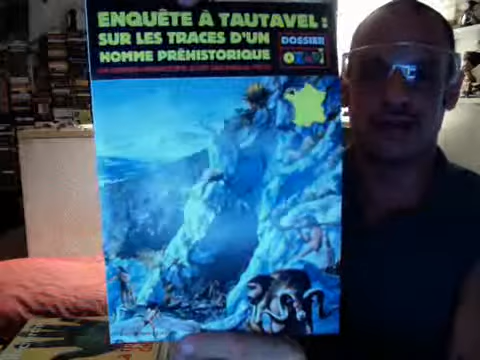 ENQUÊTE À TAUTAVEL :
SUR LES TRACES D'UN
HOMME PRÉHISTORIQUE
DOSSIER
OKAPI